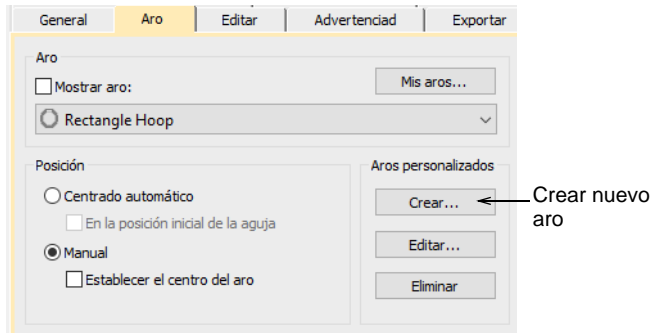 General Aro Editar Advertenciad Exportar
Aro
Mostrar aro:
Mis aros...
Rectangle Hoop
Posición
Centrado automático
En la posición inicial de la aguja
Manual
Establecer el centro del aro
Aros personalizados
Crear...
Editar...
Eliminar
Crear nuevo
aro